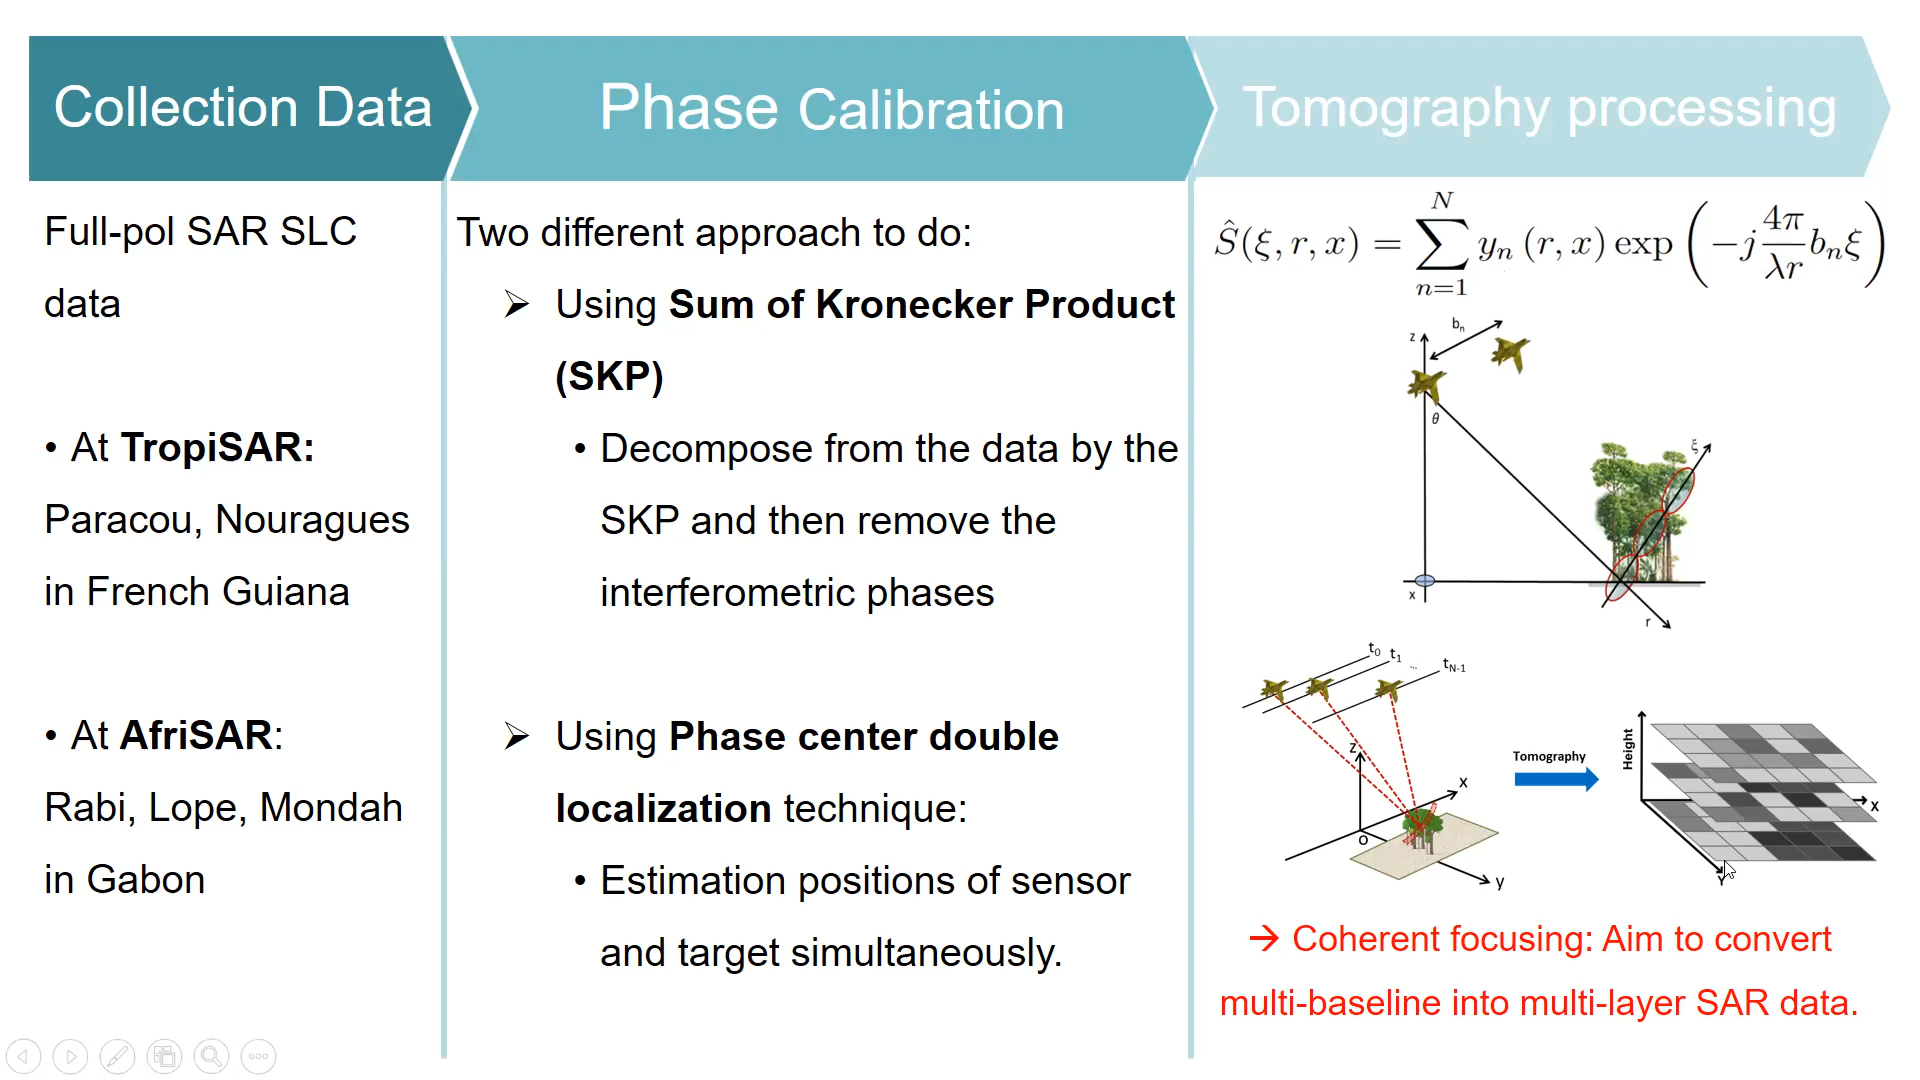 Collection Data
Phase Calibration
Tomography processing
Full-pol SAR SLC
data
• At TropiSAR:
Paracou, Nouragues
in French Guiana
• At AfriSAR:
Rabi, Lope, Mondah
in Gabon
Two different approach to do:
➢ Using Sum of Kronecker Product
(SKP)
• Decompose from the data by the
SKP and then remove the
interferometric phases
➢ Using Phase center double
localization technique:
• Estimation positions of sensor
and target simultaneously.
Ŝ(ξ, r, x) = ∑_{n=1}^{N} y_n (r, x) exp (−j \frac{4π}{λr} b_n ξ)
b_n
z
θ
ξ
x
r
t_0 t_1 ... t_{N-1}
z
x
o
y
Tomography
Height
X
Y
→ Coherent focusing: Aim to convert
multi-baseline into multi-layer SAR data.